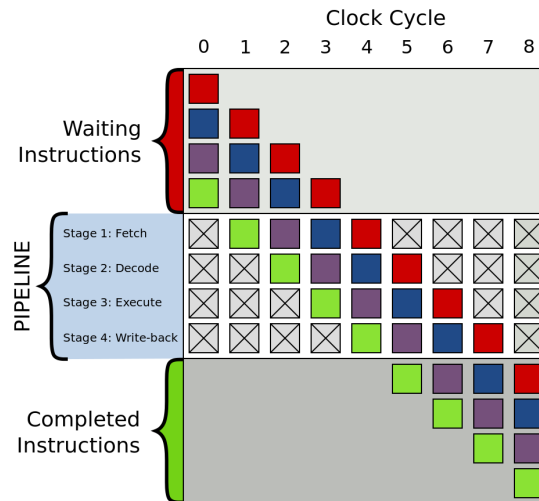 Clock Cycle
0 1 2 3 4 5 6 7 8
Waiting
Instructions
PIPELINE
Stage 1: Fetch
Stage 2: Decode
Stage 3: Execute
Stage 4: Write-back
Completed
Instructions